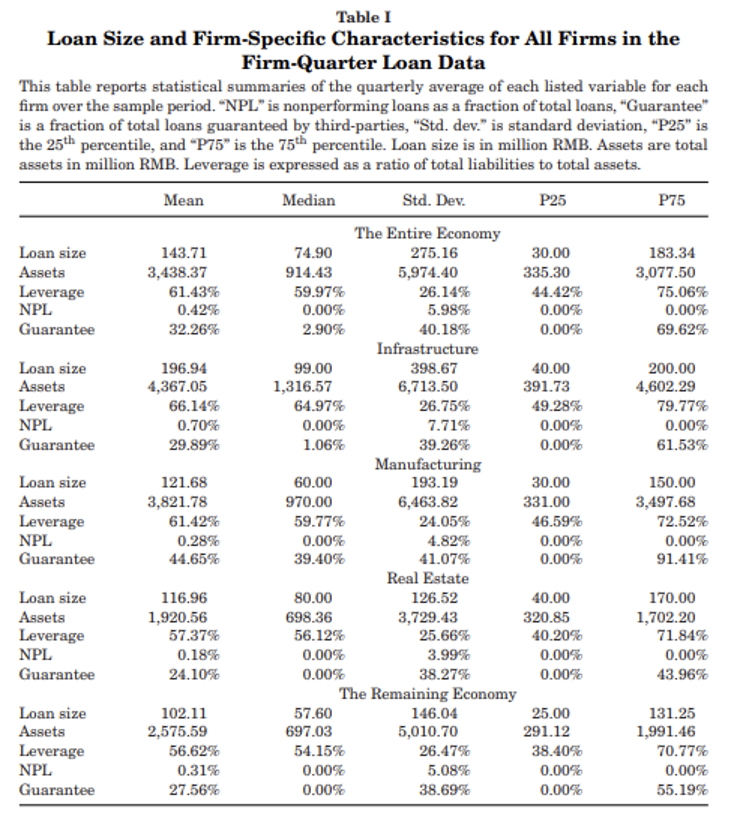 Table I
Loan Size and Firm-Specific Characteristics for All Firms in the
Firm-Quarter Loan Data
This table reports statistical summaries of the quarterly average of each listed variable for each
firm over the sample period. “NPL” is nonperforming loans as a fraction of total loans, “Guarantee”
is a fraction of total loans guaranteed by third-parties, “Std. dev.” is standard deviation, “P25” is
the 25th percentile, and “P75” is the 75th percentile. Loan size is in million RMB. Assets are total
assets in million RMB. Leverage is expressed as a ratio of total liabilities to total assets.
Mean Median Std. Dev. P25 P75
The Entire Economy
Loan size 143.71 74.90 275.16 30.00 183.34
Assets 3,438.37 914.43 5,974.40 335.30 3,077.50
Leverage 61.43% 59.97% 26.14% 44.42% 75.06%
NPL 0.42% 0.00% 5.98% 0.00% 0.00%
Guarantee 32.26% 2.90% 40.18% 0.00% 69.62%
Infrastructure
Loan size 196.94 99.00 398.67 40.00 200.00
Assets 4,367.05 1,316.57 6,713.50 391.73 4,602.29
Leverage 66.14% 64.97% 26.75% 49.28% 79.77%
NPL 0.70% 0.00% 7.71% 0.00% 0.00%
Guarantee 29.89% 1.06% 39.26% 0.00% 61.53%
Manufacturing
Loan size 121.68 60.00 193.19 30.00 150.00
Assets 3,821.78 970.00 6,463.82 331.00 3,497.68
Leverage 61.42% 59.77% 24.05% 46.59% 72.52%
NPL 0.28% 0.00% 4.82% 0.00% 0.00%
Guarantee 44.65% 39.40% 41.07% 0.00% 91.41%
Real Estate
Loan size 116.96 80.00 126.52 40.00 170.00
Assets 1,920.56 698.36 3,729.43 320.85 1,702.20
Leverage 57.37% 56.12% 25.66% 40.20% 71.84%
NPL 0.18% 0.00% 3.99% 0.00% 0.00%
Guarantee 24.10% 0.00% 38.27% 0.00% 43.96%
The Remaining Economy
Loan size 102.11 57.60 146.04 25.00 131.25
Assets 2,575.59 697.03 5,010.70 291.12 1,991.46
Leverage 56.62% 54.15% 26.47% 38.40% 70.77%
NPL 0.31% 0.00% 5.08% 0.00% 0.00%
Guarantee 27.56% 0.00% 38.69% 0.00% 55.19%